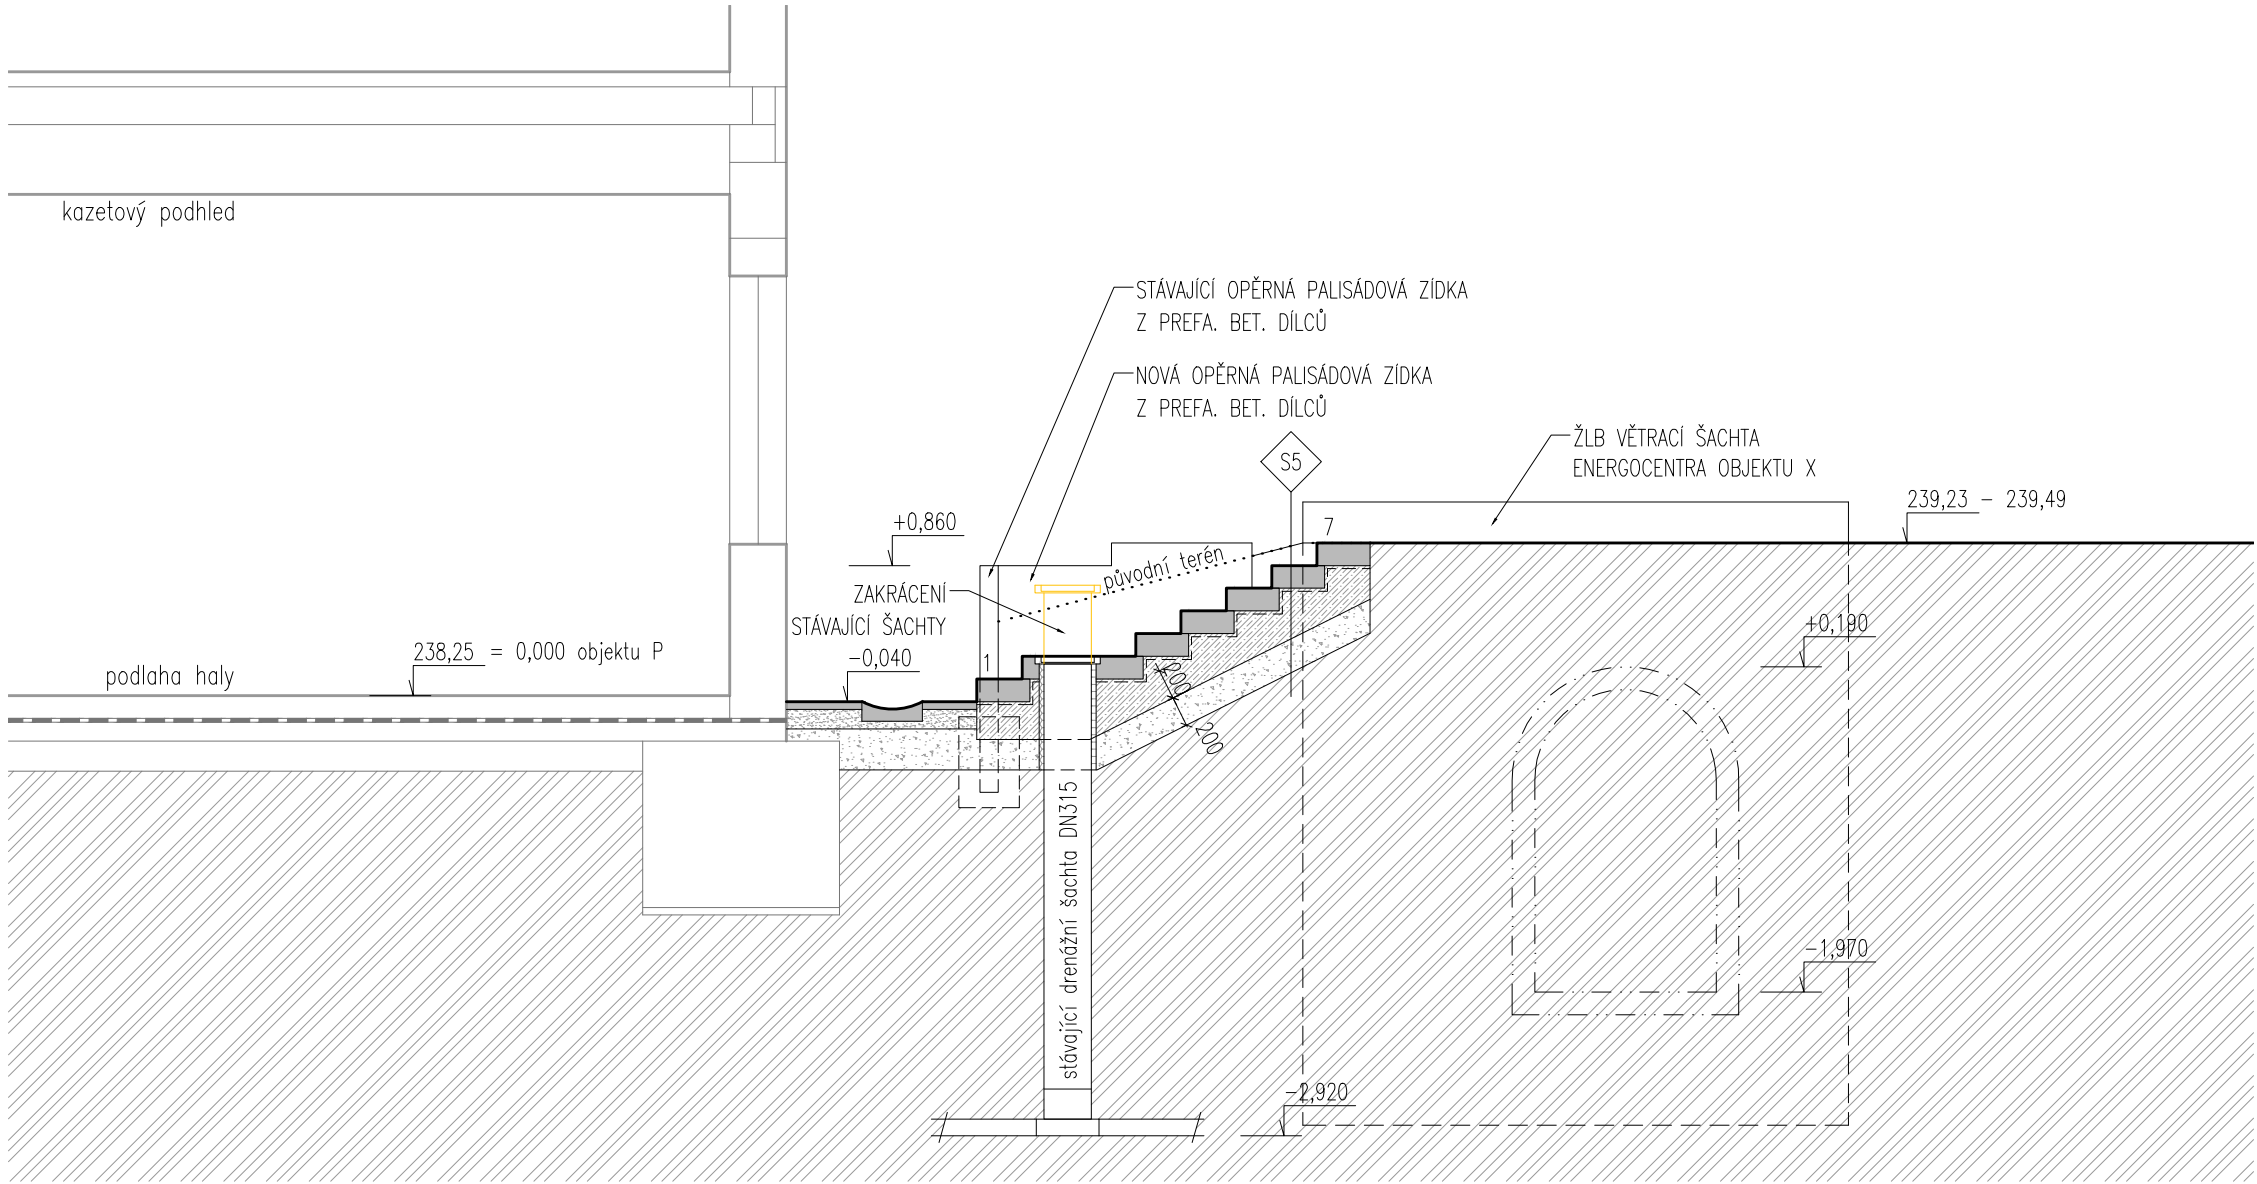 kazetový podhled
STÁVAJÍCÍ OPĚRNÁ PALISÁDOVÁ ZÍDKA
Z PREFA. BET. DÍLCŮ
NOVÁ OPĚRNÁ PALISÁDOVÁ ZÍDKA
Z PREFA. BET. DÍLCŮ
S5
ŽLB VĚTRACÍ ŠACHTA
ENERGOCENTRA OBJEKTU X
239,23 - 239,49
+0,860
7
původní terén
ZAKRÁCENÍ
STÁVAJÍCÍ ŠACHTY
-0,040
1
238,25 = 0,000 objektu P
podlaha haly
+0,190
200
200
stávající drenážní šachta DN315
-1,970
-2,920